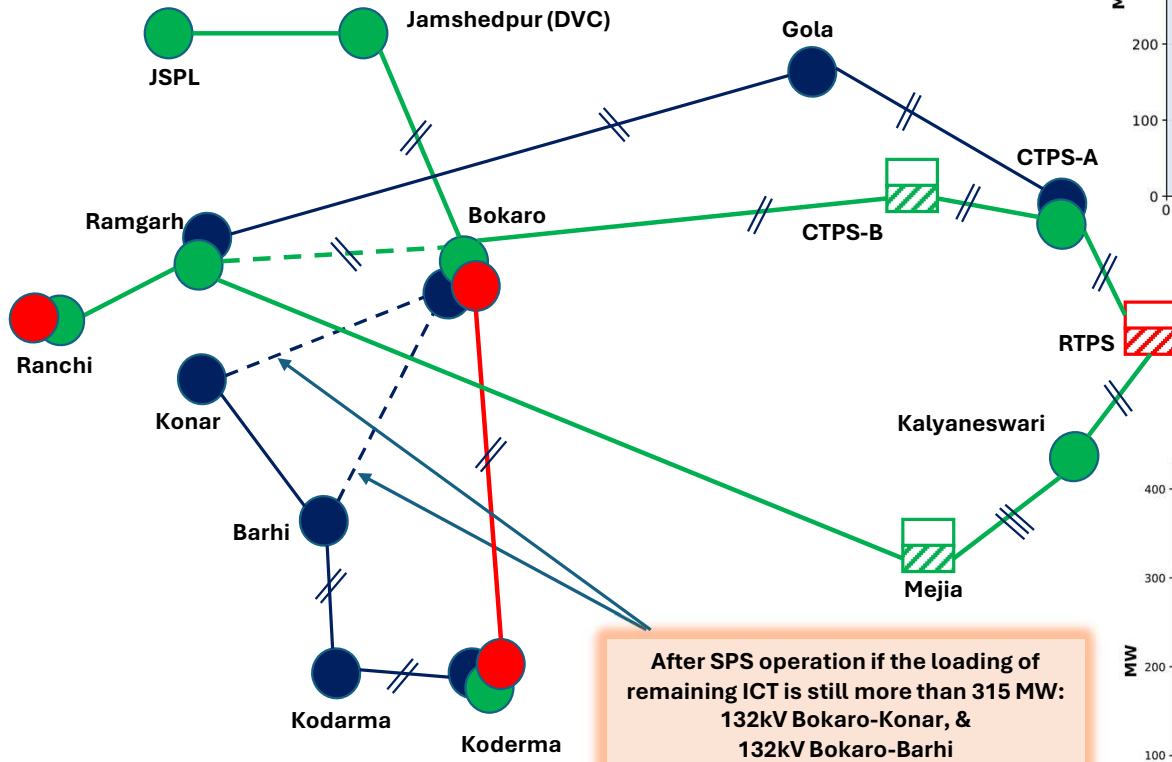 Jamshedpur (DVC)
JSPL
Gola
200
100
0
0
CTPS-A
Ramgarh
Bokaro
CTPS-B
Ranchi
RTPS
Konar
Kalyaneswari
400
Barhi
300
Mejia
After SPS operation if the loading of
remaining ICT is still more than 315 MW:
132kV Bokaro-Konar, &
132kV Bokaro-Barhi
200
MW
Kodarma
Koderma
100